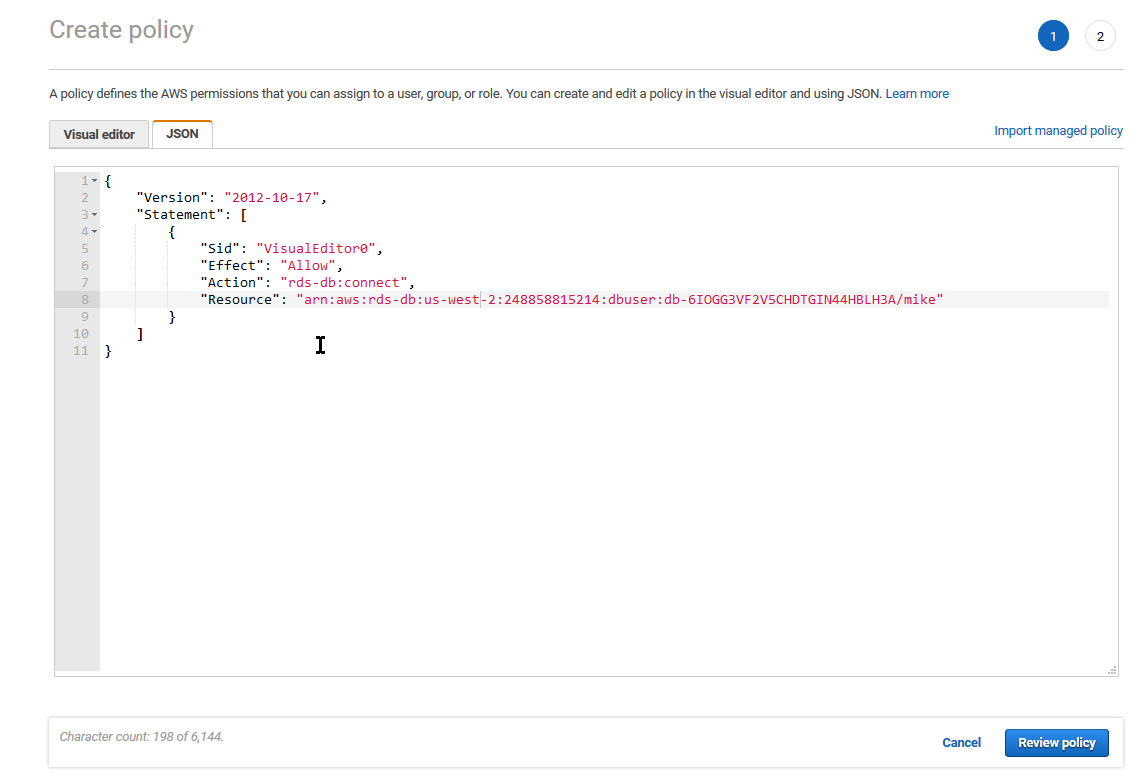 Create policy
1
2
A policy defines the AWS permissions that you can assign to a user, group, or role. You can create and edit a policy in the visual editor and using JSON. Learn more
Visual editor
JSON
Import managed policy
1 {
2 "Version": "2012-10-17",
3 "Statement": [
4 {
5 "Sid": "VisualEditor0",
6 "Effect": "Allow",
7 "Action": "rds-db:connect",
8 "Resource": "arn:aws:rds-db:us-west-2:248858815214:dbuser:db-6IOGG3VF2V5CHDTGIN44HBLH3A/mike"
9 }
10 ]
11 }
Character count: 198 of 6,144.
Cancel
Review policy